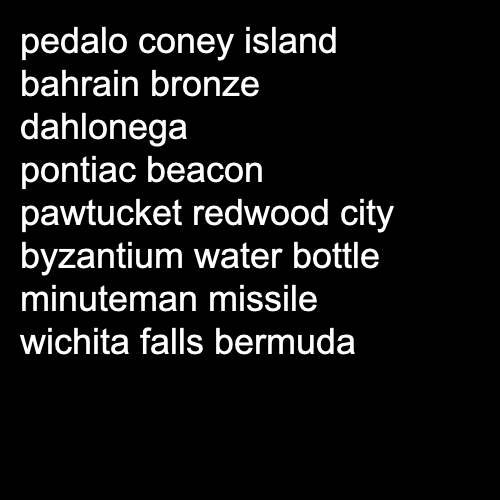 pedalo coney island
bahrain bronze
dahlonega
pontiac beacon
pawtucket redwood city
byzantium water bottle
minuteman missile
wichita falls bermuda